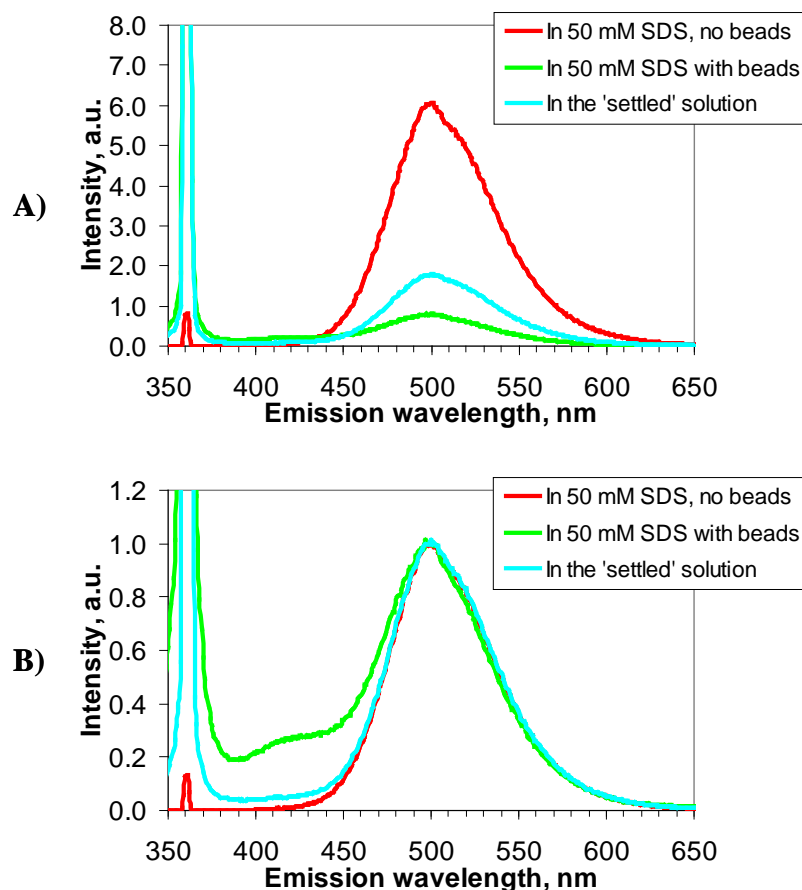 A)
Intensity, a.u.
8.0
7.0
6.0
5.0
4.0
3.0
2.0
1.0
0.0
350 400 450 500 550 600 650
Emission wavelength, nm
In 50 mM SDS, no beads
In 50 mM SDS with beads
In the 'settled' solution
B)
Intensity, a.u.
1.2
1.0
0.8
0.6
0.4
0.2
0.0
350 400 450 500 550 600 650
Emission wavelength, nm
In 50 mM SDS, no beads
In 50 mM SDS with beads
In the 'settled' solution